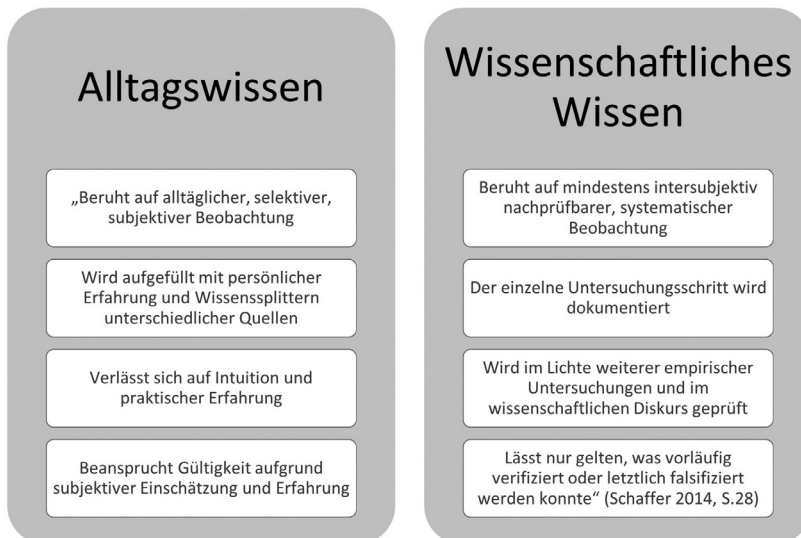 Alltagswissen
„Beruht auf alltäglicher, selektiver,
subjektiver Beobachtung
Wird aufgefüllt mit persönlicher
Erfahrung und Wissenssplittern
unterschiedlicher Quellen
Verlässt sich auf Intuition und
praktischer Erfahrung
Beansprucht Gültigkeit aufgrund
subjektiver Einschätzung und Erfahrung
Wissenschaftliches
Wissen
Beruht auf mindestens intersubjektiv
nachprüfbarer, systematischer
Beobachtung
Der einzelne Untersuchungsschritt wird
dokumentiert
Wird im Lichte weiterer empirischer
Untersuchungen und im
wissenschaftlichen Diskurs geprüft
Lässt nur gelten, was vorläufig
verifiziert oder letztlich falsifiziert
werden konnte“ (Schaffer 2014, S.28)